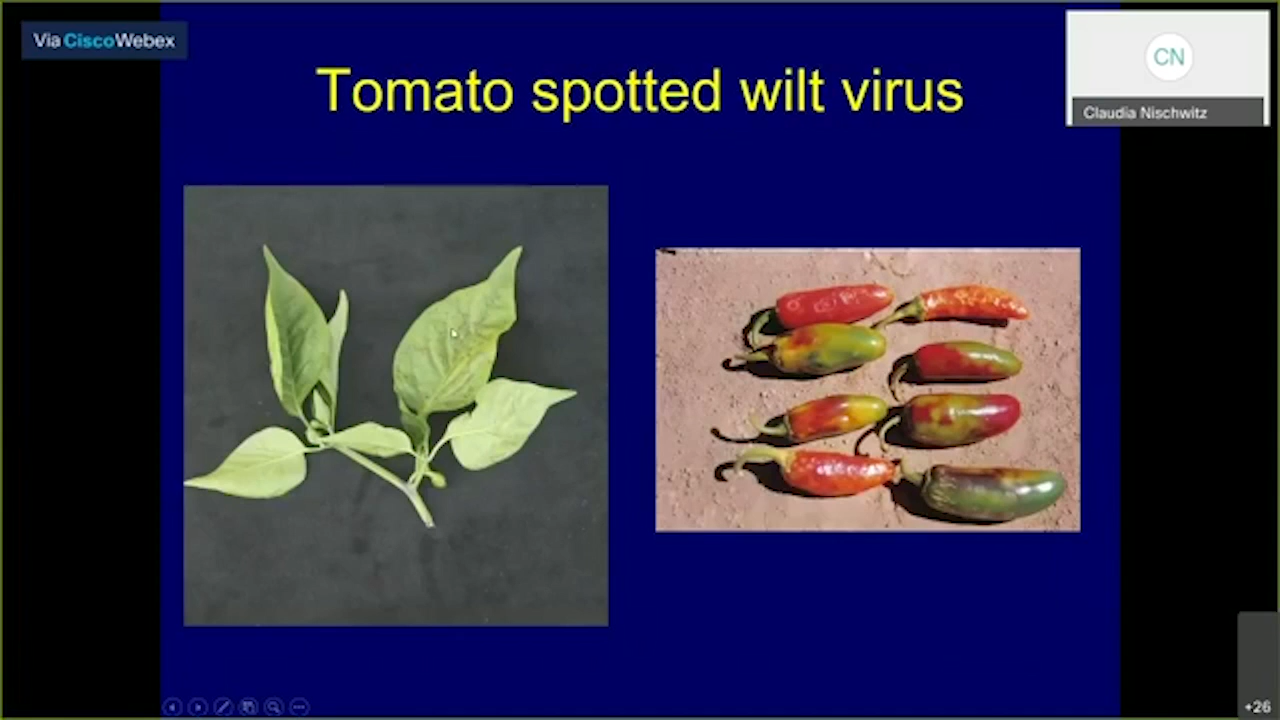 Via CiscoWebex
Tomato spotted wilt virus
CN
Claudia Nischwitz
+26